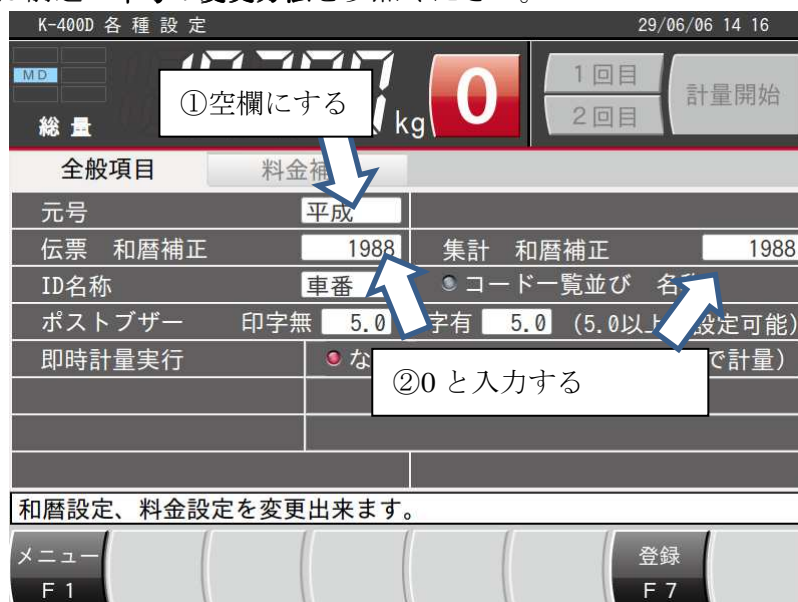 K-400D 各種設定 29/06/06 14 16
MD
総量 kg 0 1回目 2回目 計量開始
①空欄にする
全般項目 料金補
元号 平成
伝票 和暦補正 1988 集計 和暦補正 1988
ID名称 車番 コード一覧並び 名
ポストブザー 印字無 5.0 字有 5.0 (5.0以上 設定可能)
即時計量実行 な で計量)
②0と入力する
和暦設定、料金設定を変更出来ます。
メニュー 登録
F1 F7